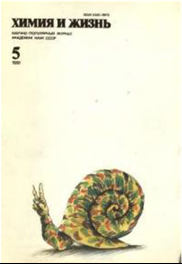 ХИМИЯ И ЖИЗНЬ
НАУЧНО-ПОПУЛЯРНЫЙ ЖУРНАЛ
АКАДЕМИИ НАУК СССР
5